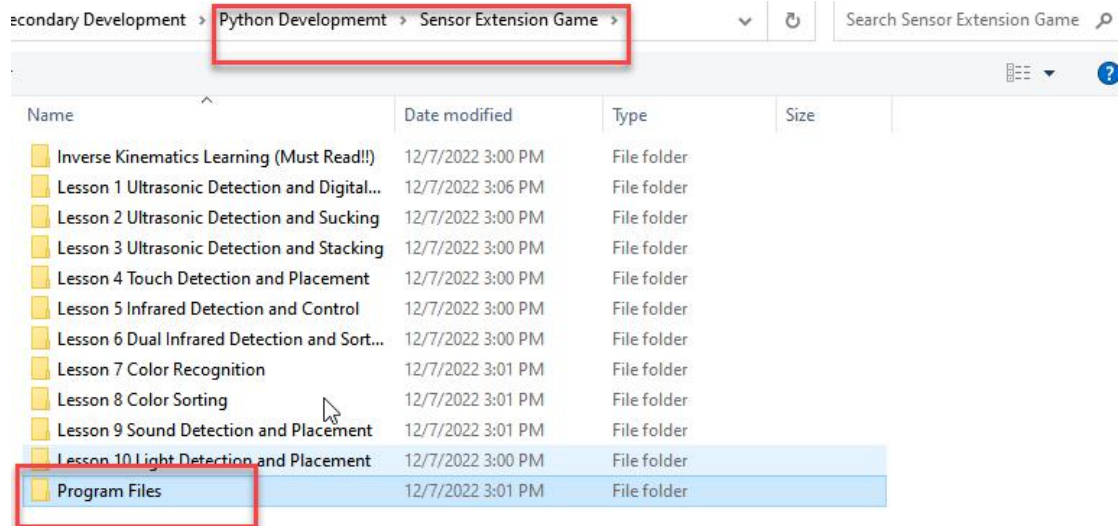 econdary Development > Python Developmemt > Sensor Extension Game > Search Sensor Extension Game
Name Date modified Type Size
Inverse Kinematics Learning (Must Read!!) 12/7/2022 3:00 PM File folder
Lesson 1 Ultrasonic Detection and Digital... 12/7/2022 3:06 PM File folder
Lesson 2 Ultrasonic Detection and Sucking 12/7/2022 3:00 PM File folder
Lesson 3 Ultrasonic Detection and Stacking 12/7/2022 3:00 PM File folder
Lesson 4 Touch Detection and Placement 12/7/2022 3:00 PM File folder
Lesson 5 Infrared Detection and Control 12/7/2022 3:00 PM File folder
Lesson 6 Dual Infrared Detection and Sort... 12/7/2022 3:00 PM File folder
Lesson 7 Color Recognition 12/7/2022 3:01 PM File folder
Lesson 8 Color Sorting 12/7/2022 3:01 PM File folder
Lesson 9 Sound Detection and Placement 12/7/2022 3:01 PM File folder
Lesson 10 Light Detection and Placement 12/7/2022 3:00 PM File folder
Program Files 12/7/2022 3:01 PM File folder